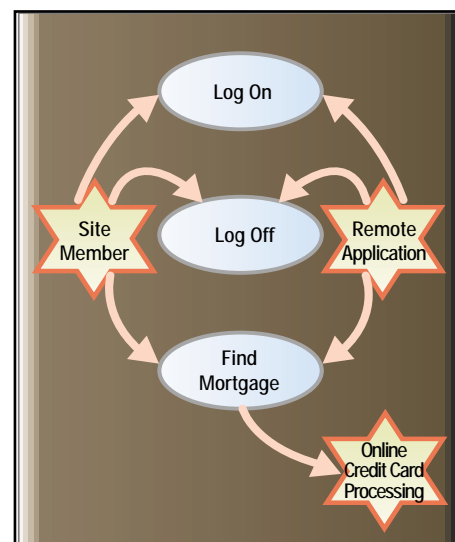 Log On
Site
Member
Log Off
Remote
Application
Find
Mortgage
Online
Credit Card
Processing